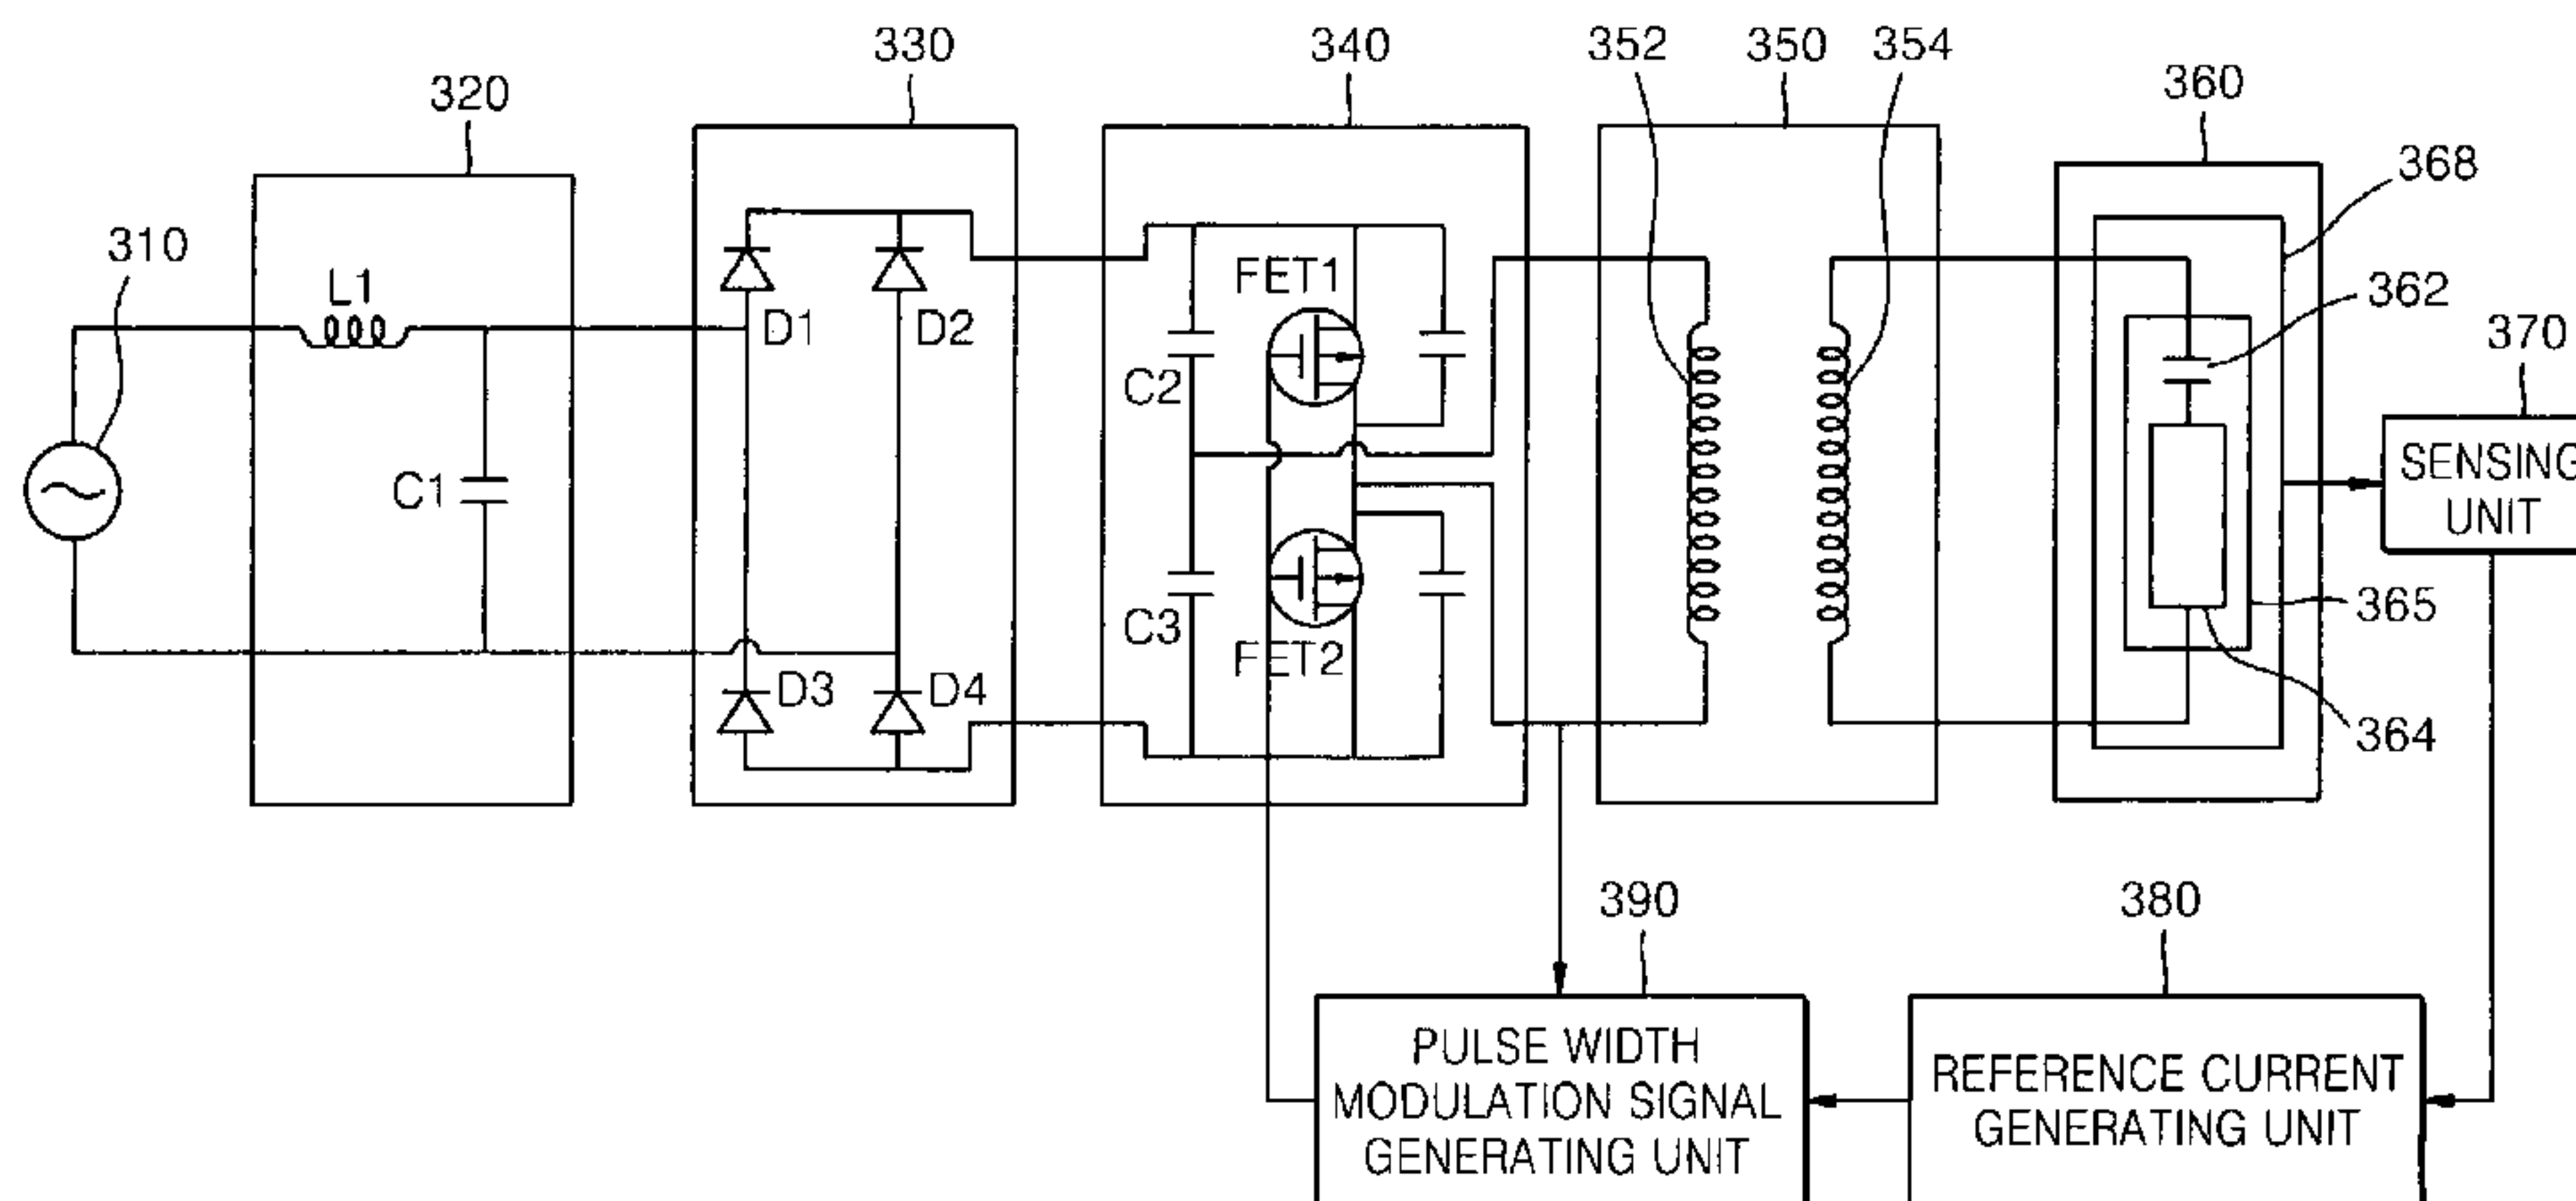 330
340
352
350
354
320
360
368
310
L1
FET1
362
D1
D2
370
C2
C1
SENSING
UNIT
365
C3
FET2
D3
D4
364
390
380
PULSE WIDTH
MODULATION SIGNAL
GENERATING UNIT
REFERENCE CURRENT
GENERATING UNIT